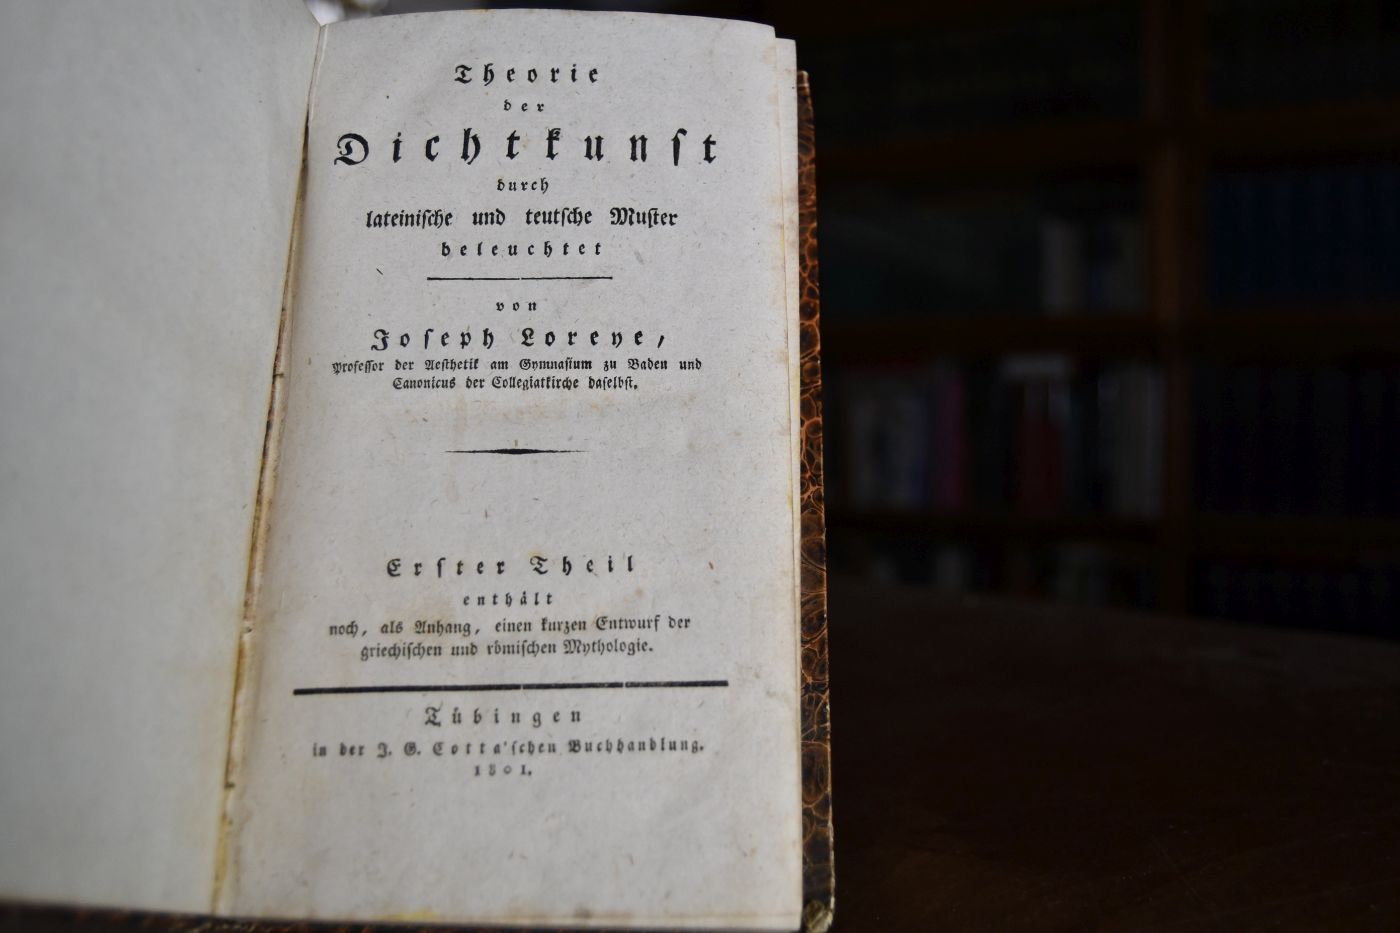 Theorie
der
Dichtkunst
durch
lateinische und teutsche Muster
beleuchtet
von
Joseph Loreye,
Professor der Aesthetik am Gymnasium zu Baden und
Canonicus der Collegiatkirche daselbst.
Erster Theil
enthält
noch, als Anhang, einen kurzen Entwurf der
griechischen und römischen Mythologie.
Tübingen
in der J. G. Cotta'schen Buchhandlung.
1801.